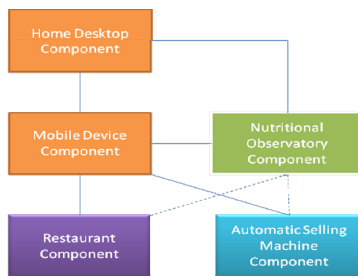 Home Desktop
Component
Mobile Device
Component
Nutritional
Observatory
Component
Restaurant
Component
Automatic Selling
Machine
Component